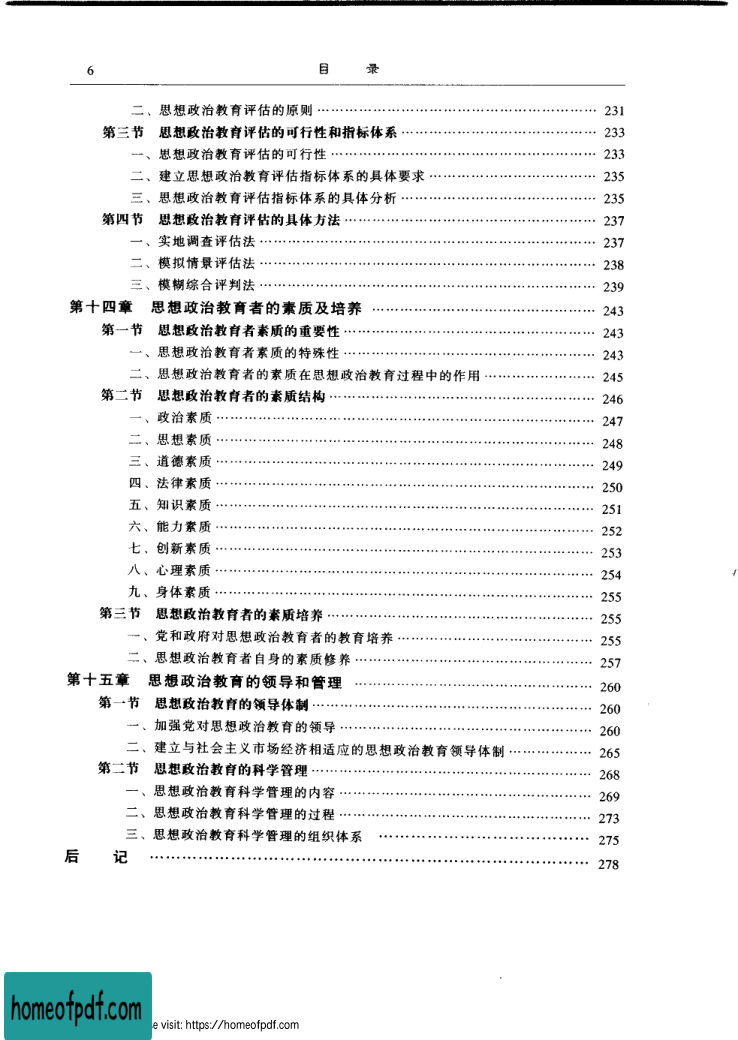 6 目 录
二、思想政治教育评估的原则 …………………………………………………… 231
第三节 思想政治教育评估的可行性和指标体系 …………………………………… 233
一、思想政治教育评估的可行性 ………………………………………………… 233
二、建立思想政治教育评估指标体系的具体要求 ……………………………… 235
三、思想政治教育评估指标体系的具体分析 …………………………………… 235
第四节 思想政治教育评估的具体方法 ……………………………………………… 237
一、实地调查评估法 ……………………………………………………………… 237
二、模拟情景评估法 ……………………………………………………………… 238
三、模糊综合评判法 ……………………………………………………………… 239
第十四章 思想政治教育者的素质及培养 ………………………………………… 243
第一节 思想政治教育者素质的重要性 ……………………………………………… 243
一、思想政治教育者素质的特殊性 ……………………………………………… 243
二、思想政治教育者的素质在思想政治教育过程中的作用 …………………… 245
第二节 思想政治教育者的素质结构 ………………………………………………… 246
一、政治素质 ……………………………………………………………………… 247
二、思想素质 ……………………………………………………………………… 248
三、道德素质 ……………………………………………………………………… 249
四、法律素质 ……………………………………………………………………… 250
五、知识素质 ……………………………………………………………………… 251
六、能力素质 ……………………………………………………………………… 252
七、创新素质 ……………………………………………………………………… 253
八、心理素质 ……………………………………………………………………… 254
九、身体素质 ……………………………………………………………………… 255
第三节 思想政治教育者的素质培养 ………………………………………………… 255
一、党和政府对思想政治教育者的教育培养 …………………………………… 255
二、思想政治教育者自身的素质修养 …………………………………………… 257
第十五章 思想政治教育的领导和管理 …………………………………………… 260
第一节 思想政治教育的领导体制 …………………………………………………… 260
一、加强党对思想政治教育的领导 ……………………………………………… 260
二、建立与社会主义市场经济相适应的思想政治教育领导体制 ……………… 265
第二节 思想政治教育的科学管理 …………………………………………………… 268
一、思想政治教育科学管理的内容 ……………………………………………… 269
二、思想政治教育科学管理的过程 ……………………………………………… 273
三、思想政治教育科学管理的组织体系 ……………………………………… 275
后 记 ………………………………………………………………………… 278
homeofpdf.com
e visit: https://homeofpdf.com